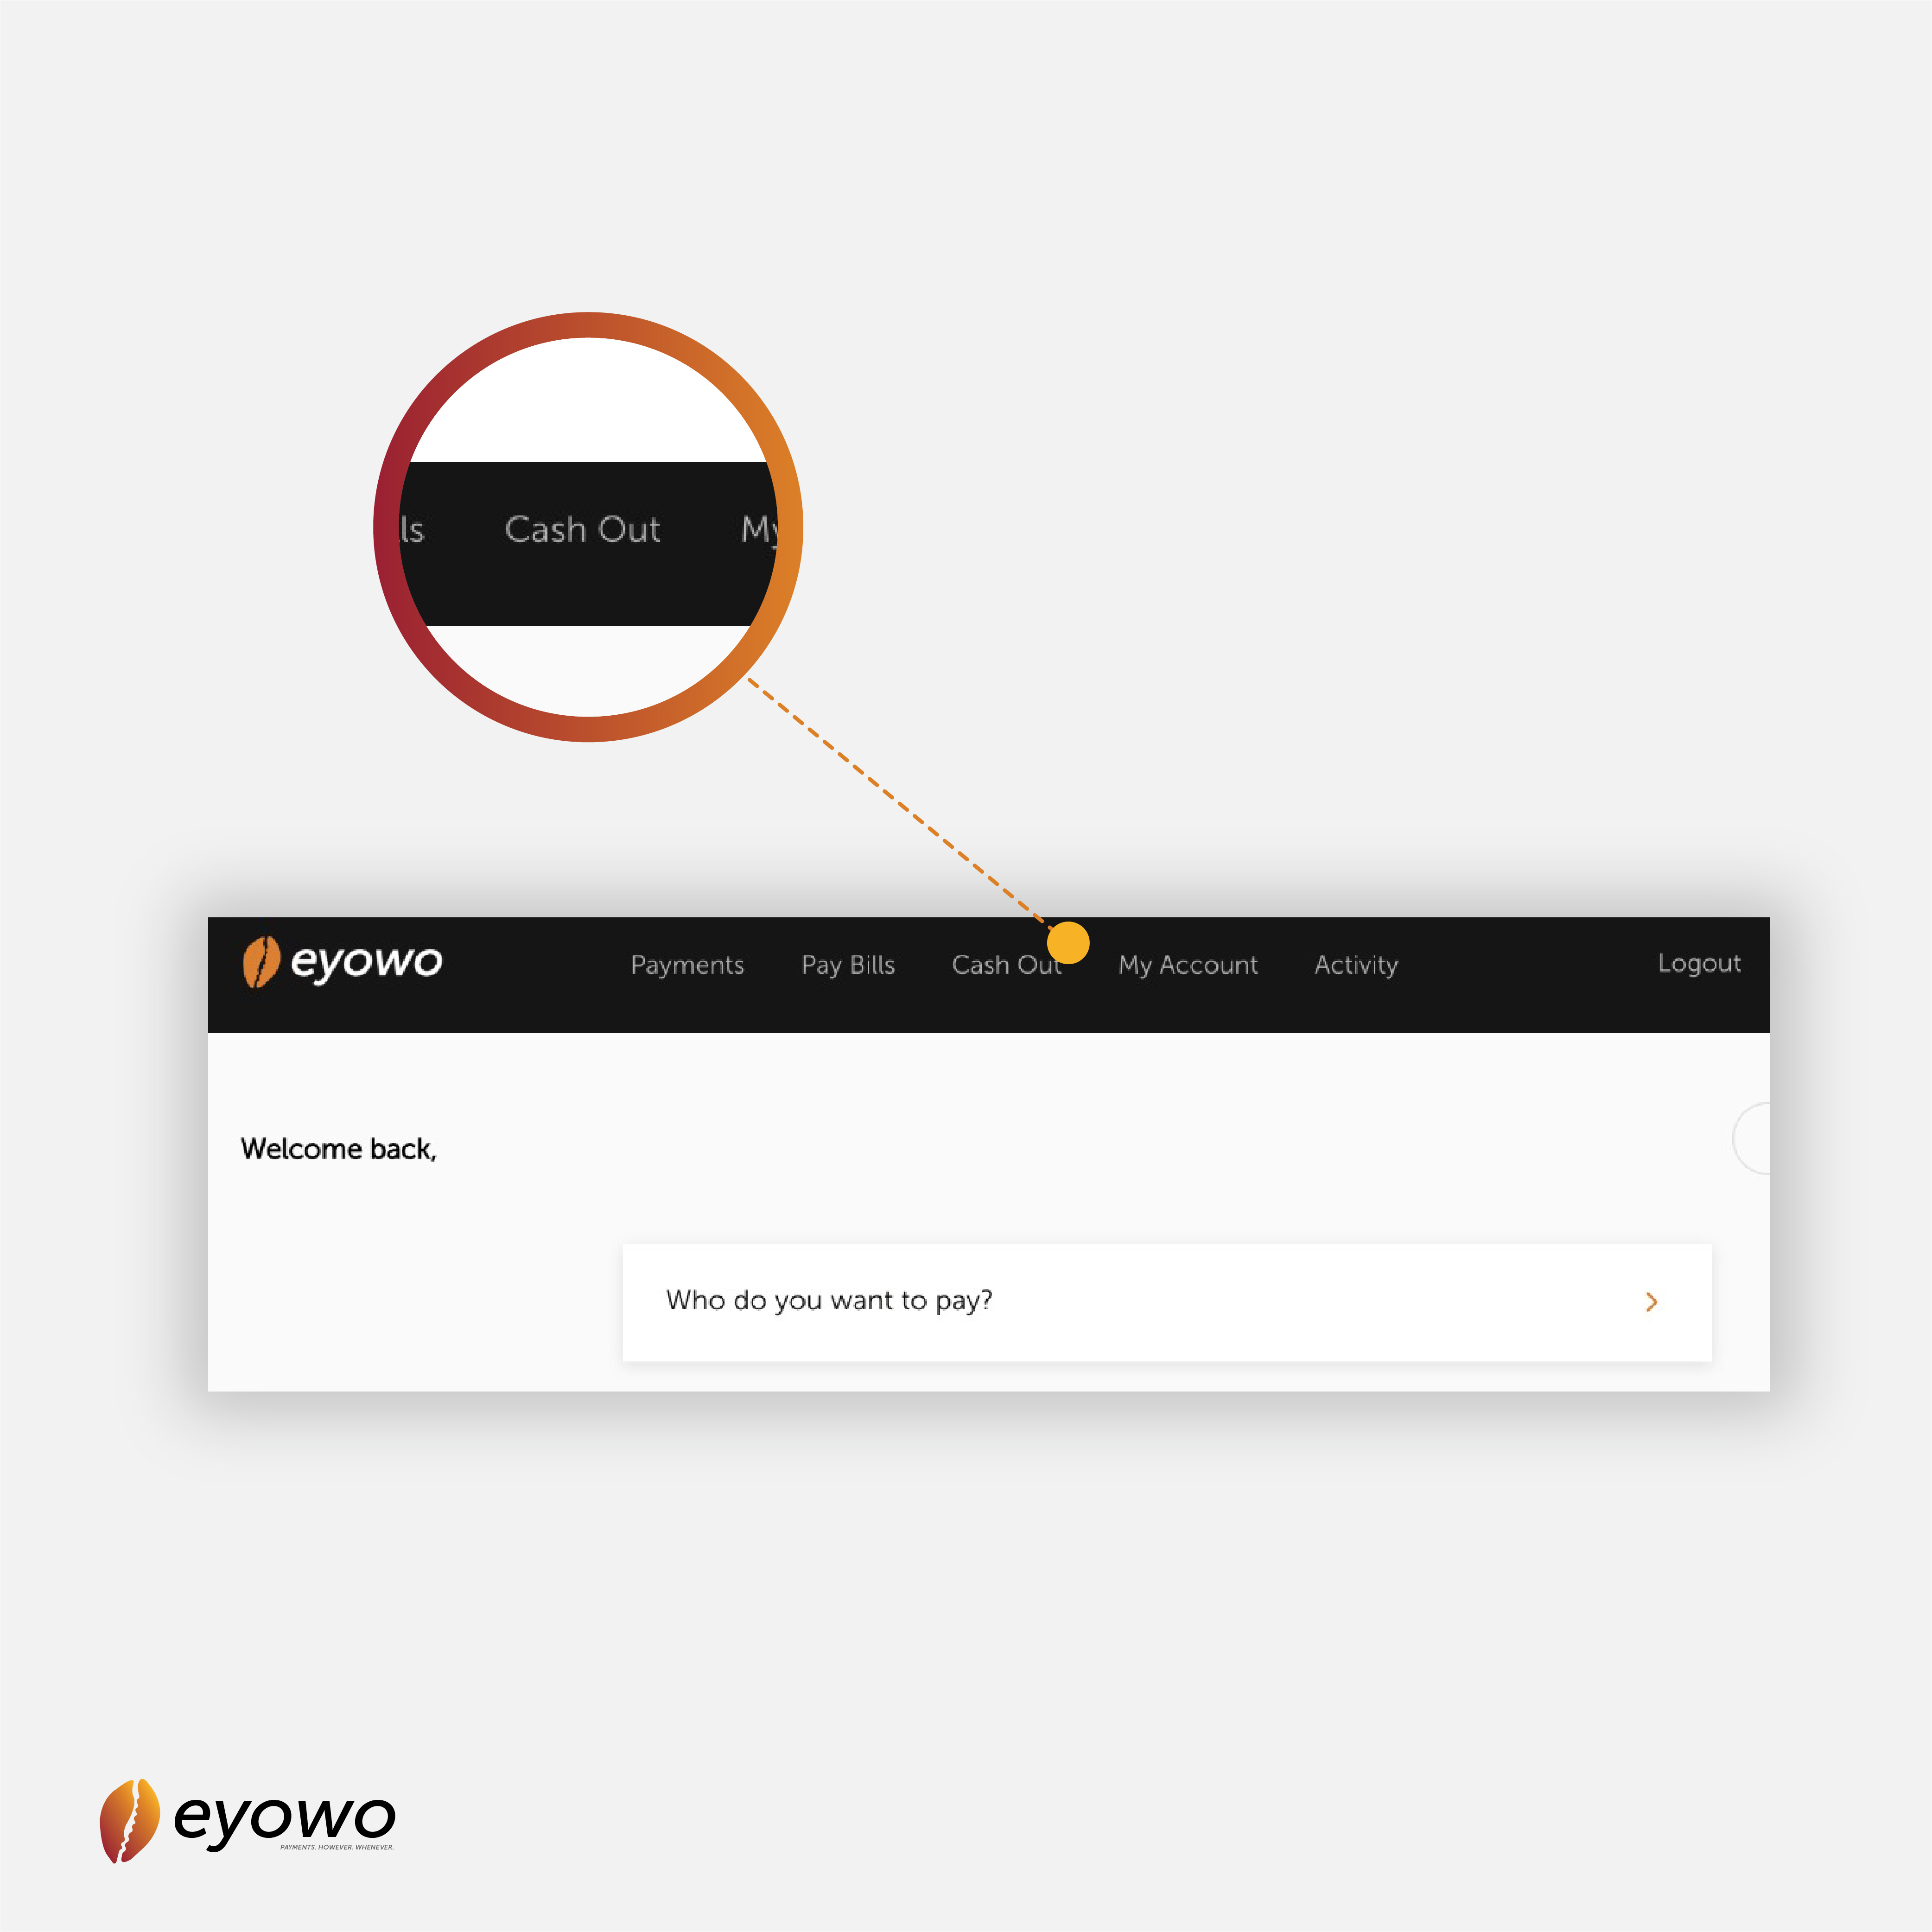 ls Cash Out My
eyowo Payments Pay Bills Cash Out My Account Activity Logout
Welcome back,
Who do you want to pay?
eyowo
PAYMENTS. HOWEVER. WHENEVER.